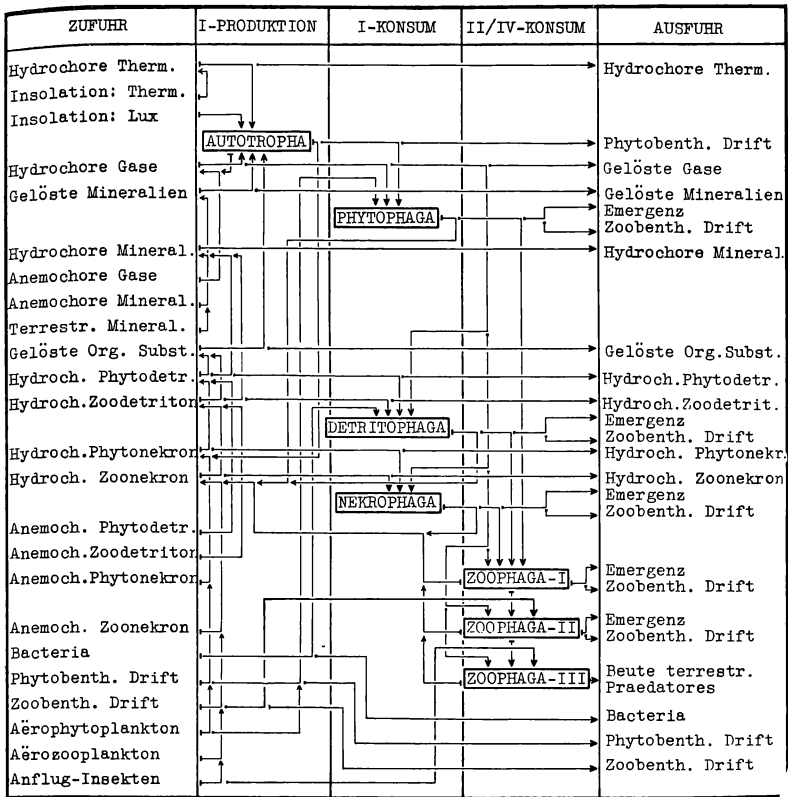 ZUFUHR
I-PRODUKTION
I-KONSUM
II/IV-KONSUM
AUSFUHR
Hydrochore Therm.
Insolation: Therm.
Insolation: Lux
Hydrochore Gase
Gelöste Mineralien
Hydrochore Mineral.
Anemochore Gase
Anemochore Mineral.
Terrestr. Mineral.
Gelöste Org. Subst.
Hydroch. Phytodetr.
Hydroch.Zoodetriton
Hydroch.Phytonekron
Hydroch. Zoonekron
Anemoch. Phytodetr.
Anemoch.Zoodetriton
Anemoch.Phytonekron
Anemoch. Zoonekron
Bacteria
Phytobenth. Drift
Zoobenth. Drift
Aërophytoplankton
Aërozooplankton
Anflug-Insekten
AUTOTROPHA
PHYTOPHAGA
DETRITOPHAGA
NEKROPHAGA
ZOOPHAGA-I
ZOOPHAGA-II
ZOOPHAGA-III
Hydrochore Therm.
Phytobenth. Drift
Gelöste Gase
Gelöste Mineralien
Emergenz
Zoobenth. Drift
Hydrochore Mineral.
Gelöste Org.Subst.
Hydroch.Phytodetr.
Hydroch.Zoodetrit.
Emergenz
Zoobenth. Drift
Hydroch. Phytonekr.
Hydroch. Zoonekron
Emergenz
Zoobenth. Drift
Emergenz
Zoobenth. Drift
Emergenz
Zoobenth. Drift
Beute terrestr.
Praedatores
Bacteria
Phytobenth. Drift
Zoobenth. Drift